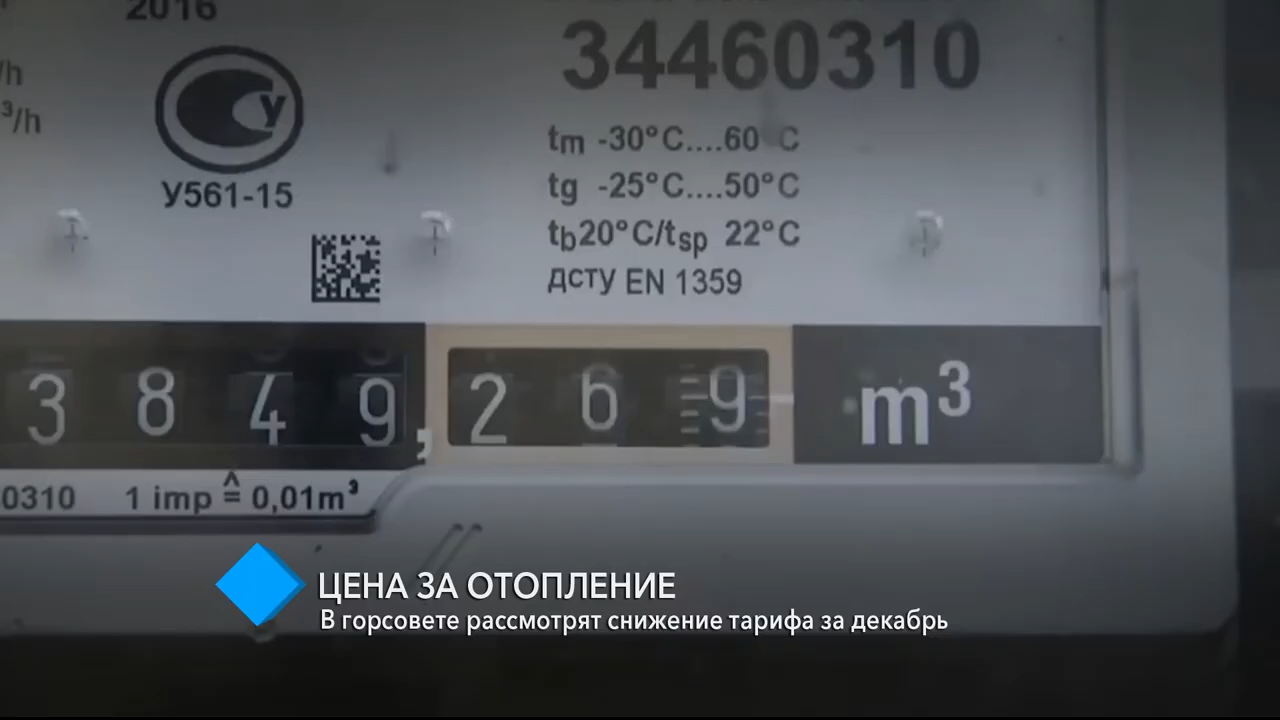 2016
34460310
/h
³/h
У
У561-15
tm -30°C....60°C
tg -25°C....50°C
tb20°C/tsp 22°C
ДСТУ EN 1359
3849,269 m³
0310 1 imp ≙ 0,01m³
ЦЕНА ЗА ОТОПЛЕНИЕ
В горсовете рассмотрят снижение тарифа за декабрь